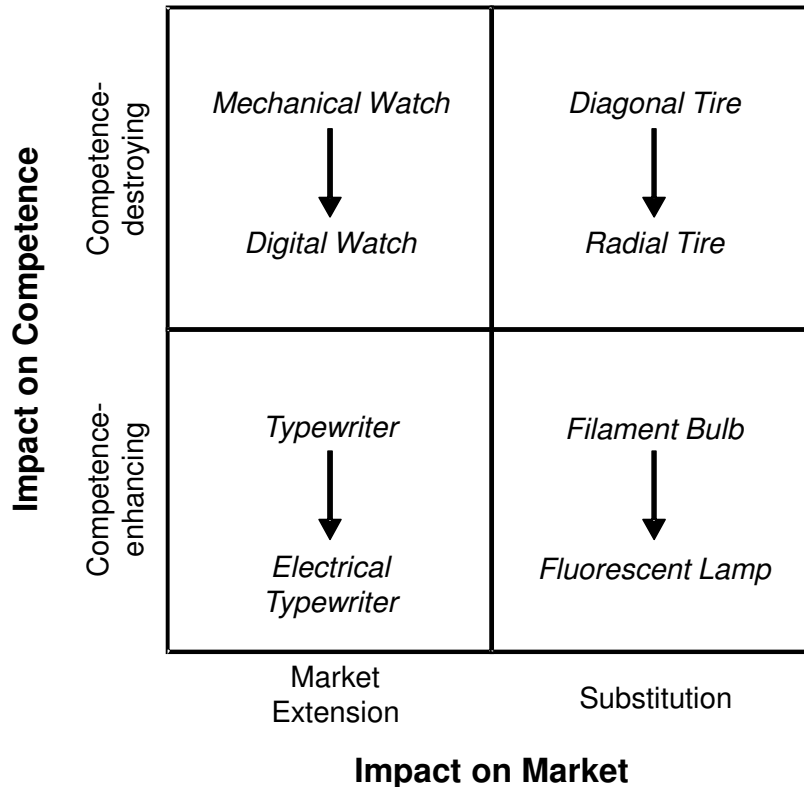 Impact on Competence
Competence-
destroying
Mechanical Watch
Digital Watch
Diagonal Tire
Radial Tire
Competence-
enhancing
Typewriter
Electrical
Typewriter
Filament Bulb
Fluorescent Lamp
Market
Extension
Substitution
Impact on Market